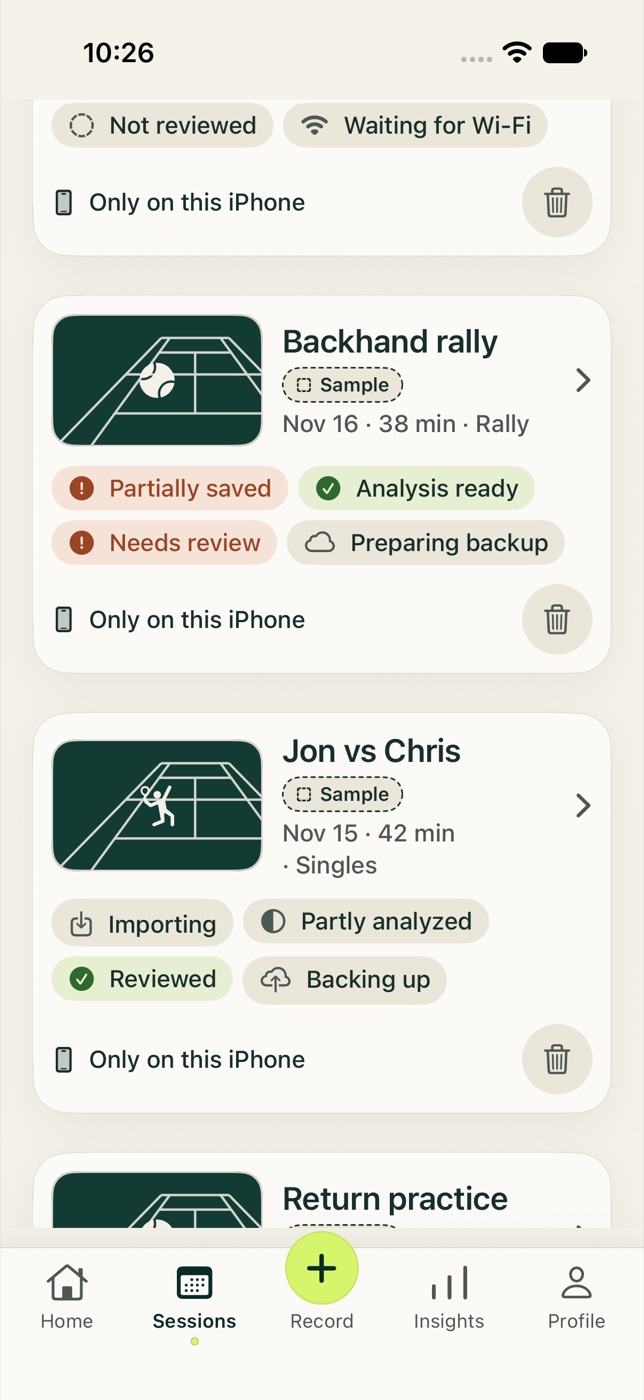 10:26
Not reviewed
Waiting for Wi-Fi
Only on this iPhone
Backhand rally
Sample
Nov 16 · 38 min · Rally
Partially saved
Analysis ready
Needs review
Preparing backup
Only on this iPhone
Jon vs Chris
Sample
Nov 15 · 42 min
· Singles
Importing
Partly analyzed
Reviewed
Backing up
Only on this iPhone
Return practice
Home
Sessions
Record
Insights
Profile